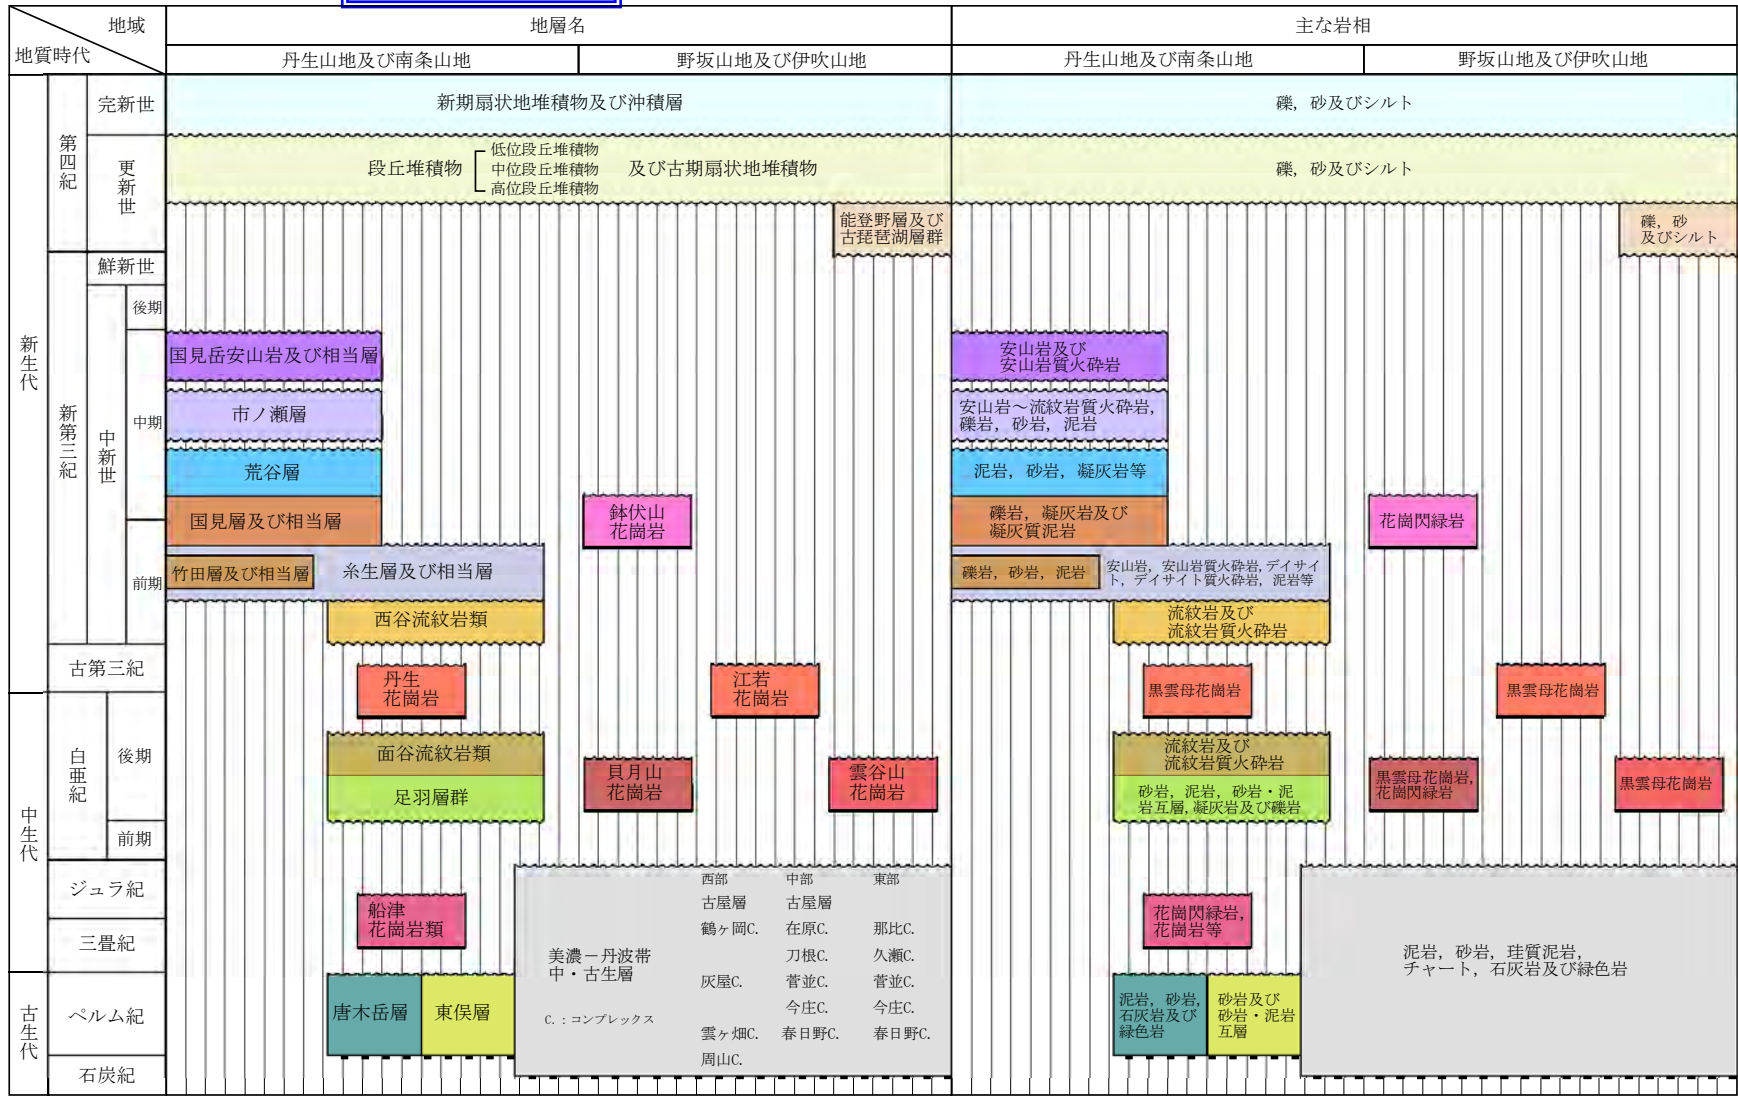 地域
地質時代
地層名
主な岩相
丹生山地及び南条山地
野坂山地及び伊吹山地
丹生山地及び南条山地
野坂山地及び伊吹山地
新生代
第四紀
完新世
新期扇状地堆積物及び沖積層
礫，砂及びシルト
更新世
段丘堆積物
低位段丘堆積物
中位段丘堆積物
高位段丘堆積物
及び古期扇状地堆積物
礫，砂及びシルト
能登野層及び
古琵琶湖層群
礫，砂
及びシルト
新第三紀
鮮新世
中新世
後期
中期
国見岳安山岩及び相当層
安山岩及び
安山岩質火砕岩
市ノ瀬層
安山岩～流紋岩質火砕岩，
礫岩，砂岩，泥岩
荒谷層
泥岩，砂岩，凝灰岩等
国見層及び相当層
鉢伏山
花崗岩
礫岩，凝灰岩及び
凝灰質泥岩
花崗閃緑岩
前期
竹田層及び相当層
糸生層及び相当層
礫岩，砂岩，泥岩
安山岩，安山岩質火砕岩，デイサイ
ト，デイサイト質火砕岩，泥岩等
西谷流紋岩類
流紋岩及び
流紋岩質火砕岩
古第三紀
丹生
花崗岩
江若
花崗岩
黒雲母花崗岩
黒雲母花崗岩
中生代
白亜紀
後期
面谷流紋岩類
流紋岩及び
流紋岩質火砕岩
足羽層群
貝月山
花崗岩
雲谷山
花崗岩
砂岩，泥岩，砂岩・泥
岩互層，凝灰岩及び礫岩
黒雲母花崗岩，
花崗閃緑岩
黒雲母花崗岩
前期
ジュラ紀
三畳紀
船津
花崗岩類
花崗閃緑岩，
花崗岩等
美濃－丹波帯
中・古生層
C.：コンプレックス
西部
中部
東部
古屋層
古屋層
鶴ヶ岡C.
在原C.
那比C.
刀根C.
久瀬C.
灰屋C.
菅並C.
菅並C.
今庄C.
今庄C.
雲ヶ畑C.
春日野C.
春日野C.
周山C.
泥岩，砂岩，珪質泥岩，
チャート，石灰岩及び緑色岩
古生代
ペルム紀
唐木岳層
東俣層
泥岩，砂岩，
石灰岩及び
緑色岩
砂岩及び
砂岩・泥岩
互層
石炭紀